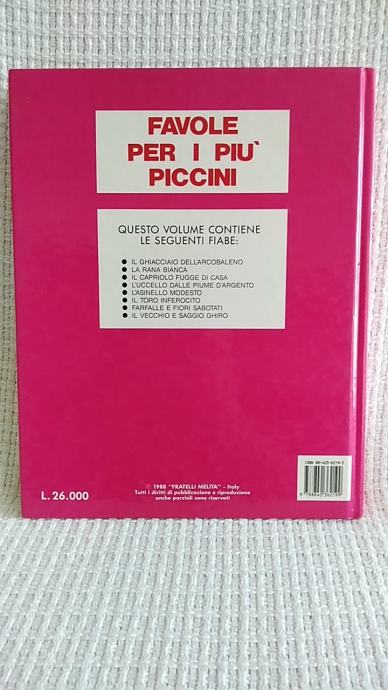 FAVOLE
PER I PIU`
PICCINI
QUESTO VOLUME CONTIENE
LE SEGUENTI FIABE:
● IL GHIACCIAIO DELL'ARCOBALENO
● LA RANA BIANCA
● IL CAPRIOLO FUGGE DI CASA
● L'UCCELLO DALLE PIUME D'ARGENTO
● L'ASINELLO MODESTO
● IL TORO INFEROCITO
● FARFALLE E FIORI SABOTATI
● IL VECCHIO E SAGGIO GHIRO
© 1988 "FRATELLI MELITA" - Italy
Tutti i diritti di pubblicazione e riproduzione
anche parziali sono riservati
L. 26.000
ISBN